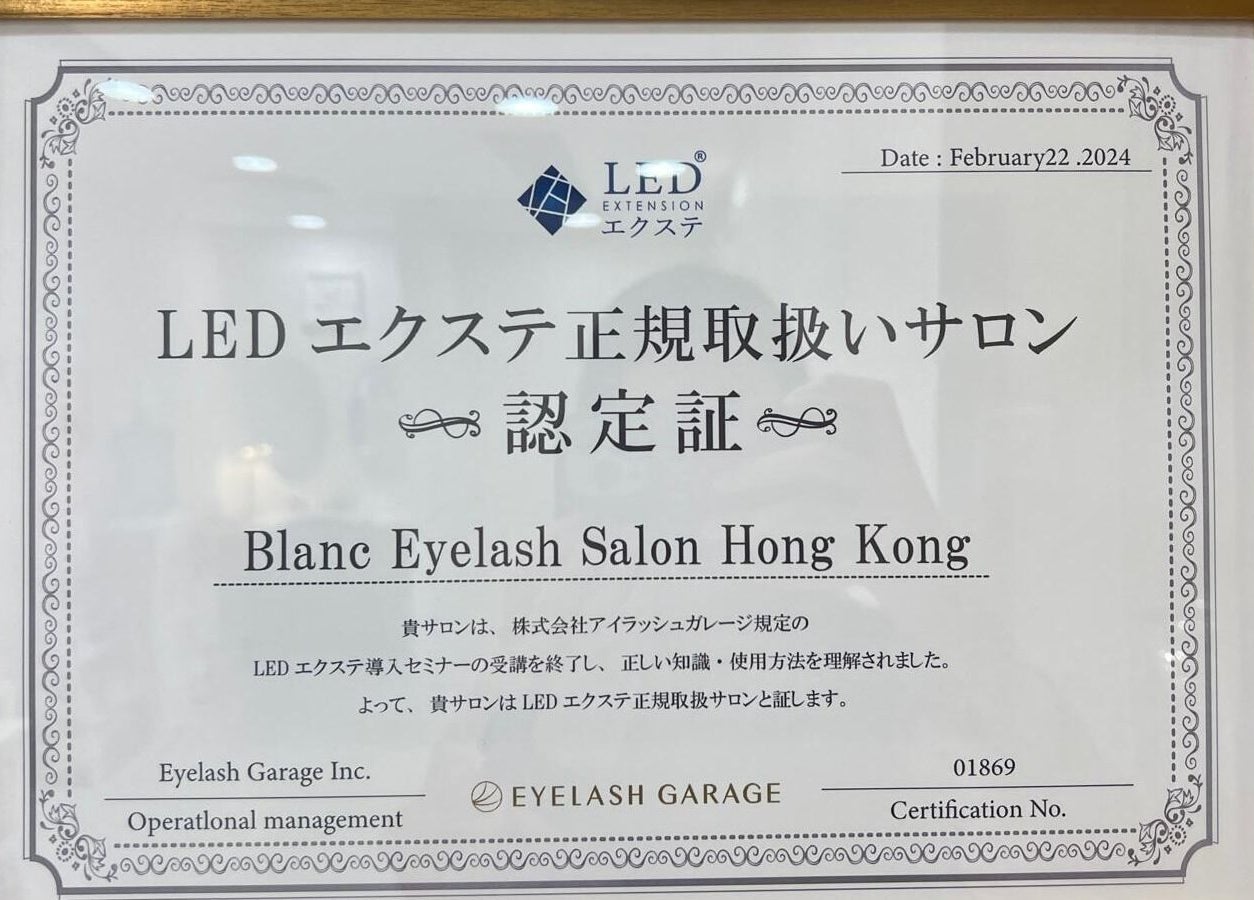 Date : February22 .2024
LED®
EXTENSION
エクステ
LED エクステ正規取扱いサロン
認定証
Blanc Eyelash Salon Hong Kong
貴サロンは、株式会社アイラッシュガレージ規定の
LED エクステ導入セミナーの受講を終了し、正しい知識・使用方法を理解されました。
よって、貴サロンは LED エクステ正規取扱サロンと証します。
Eyelash Garage Inc.
Operatlonal management
EYELASH GARAGE
01869
Certification No.